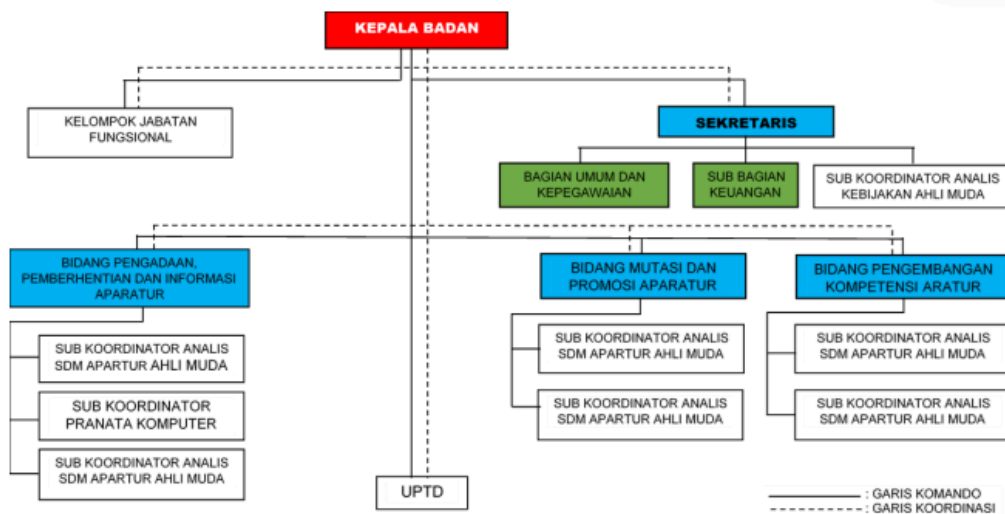 KEPALA BADAN
KELOMPOK JABATAN
FUNGSIONAL
SEKRETARIS
BAGIAN UMUM DAN
KEPEGAWAIAN
SUB BAGIAN
KEUANGAN
SUB KOORDINATOR ANALIS
KEBIJAKAN AHLI MUDA
BIDANG PENGADAAN,
PEMBERHENTIAN DAN INFORMASI
APARATUR
BIDANG MUTASI DAN
PROMOSI APARATUR
BIDANG PENGEMBANGAN
KOMPETENSI ARATUR
SUB KOORDINATOR ANALIS
SDM APARTUR AHLI MUDA
SUB KOORDINATOR
PRANATA KOMPUTER
SUB KOORDINATOR ANALIS
SDM APARTUR AHLI MUDA
SUB KOORDINATOR ANALIS
SDM APARTUR AHLI MUDA
SUB KOORDINATOR ANALIS
SDM APARTUR AHLI MUDA
SUB KOORDINATOR ANALIS
SDM APARTUR AHLI MUDA
SUB KOORDINATOR ANALIS
SDM APARTUR AHLI MUDA
UPTD
: GARIS KOMANDO
: GARIS KOORDINASI